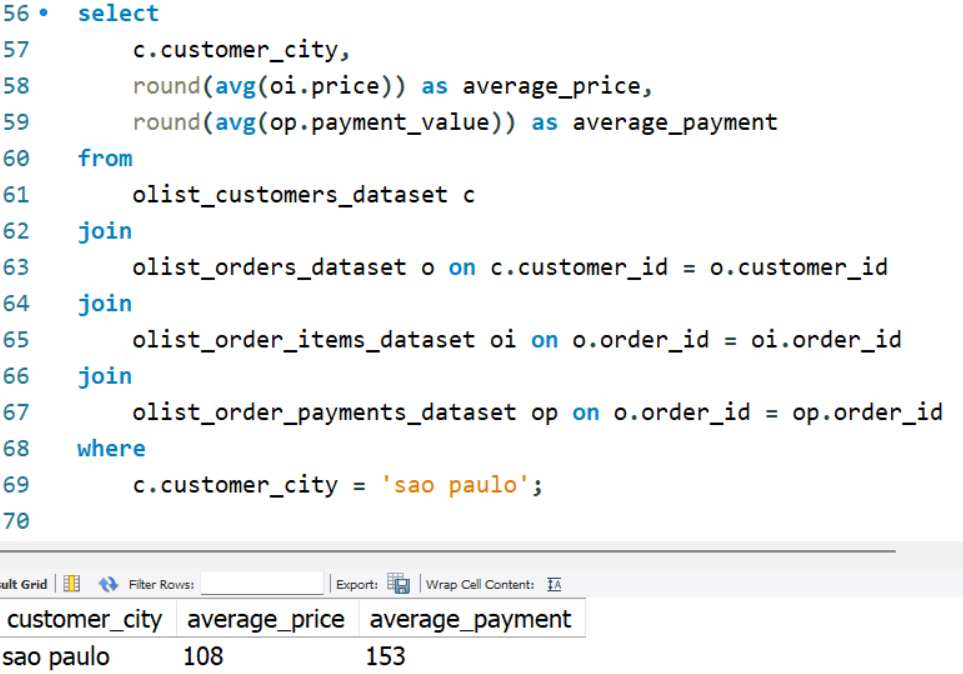 56 select
57 c.customer_city,
58 round(avg(oi.price)) as average_price,
59 round(avg(op.payment_value)) as average_payment
60 from
61 olist_customers_dataset c
62 join
63 olist_orders_dataset o on c.customer_id = o.customer_id
64 join
65 olist_order_items_dataset oi on o.order_id = oi.order_id
66 join
67 olist_order_payments_dataset op on o.order_id = op.order_id
68 where
69 c.customer_city = 'sao paulo';
70
sult Grid Filter Rows: Export: Wrap Cell Content: IA
customer_city average_price average_payment
sao paulo 108 153